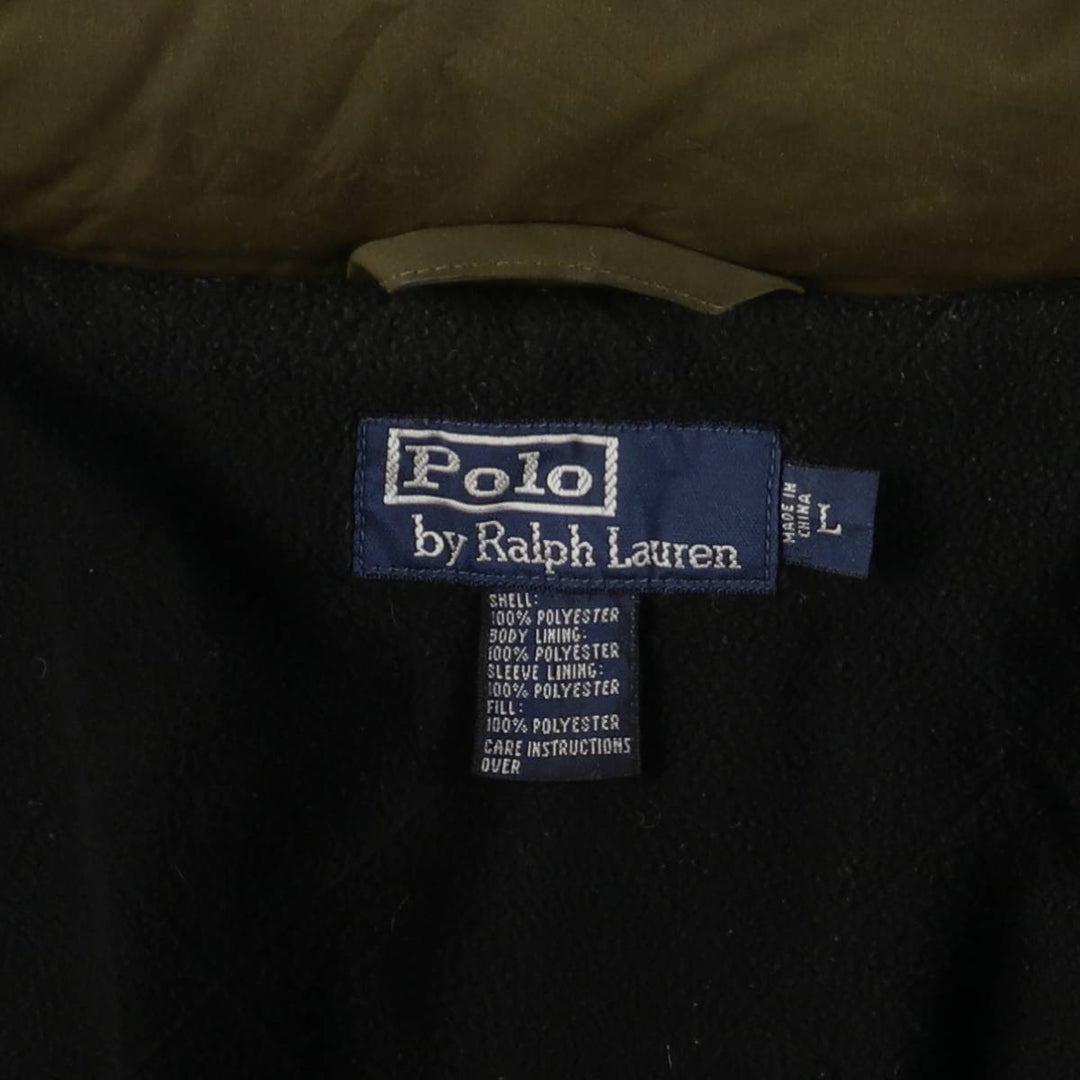 Polo
by Ralph Lauren
MADE IN
CHINA
L
SHELL:
100% POLYESTER
BODY LINING:
100% POLYESTER
SLEEVE LINING:
100% POLYESTER
FILL:
100% POLYESTER
CARE INSTRUCTIONS
OVER